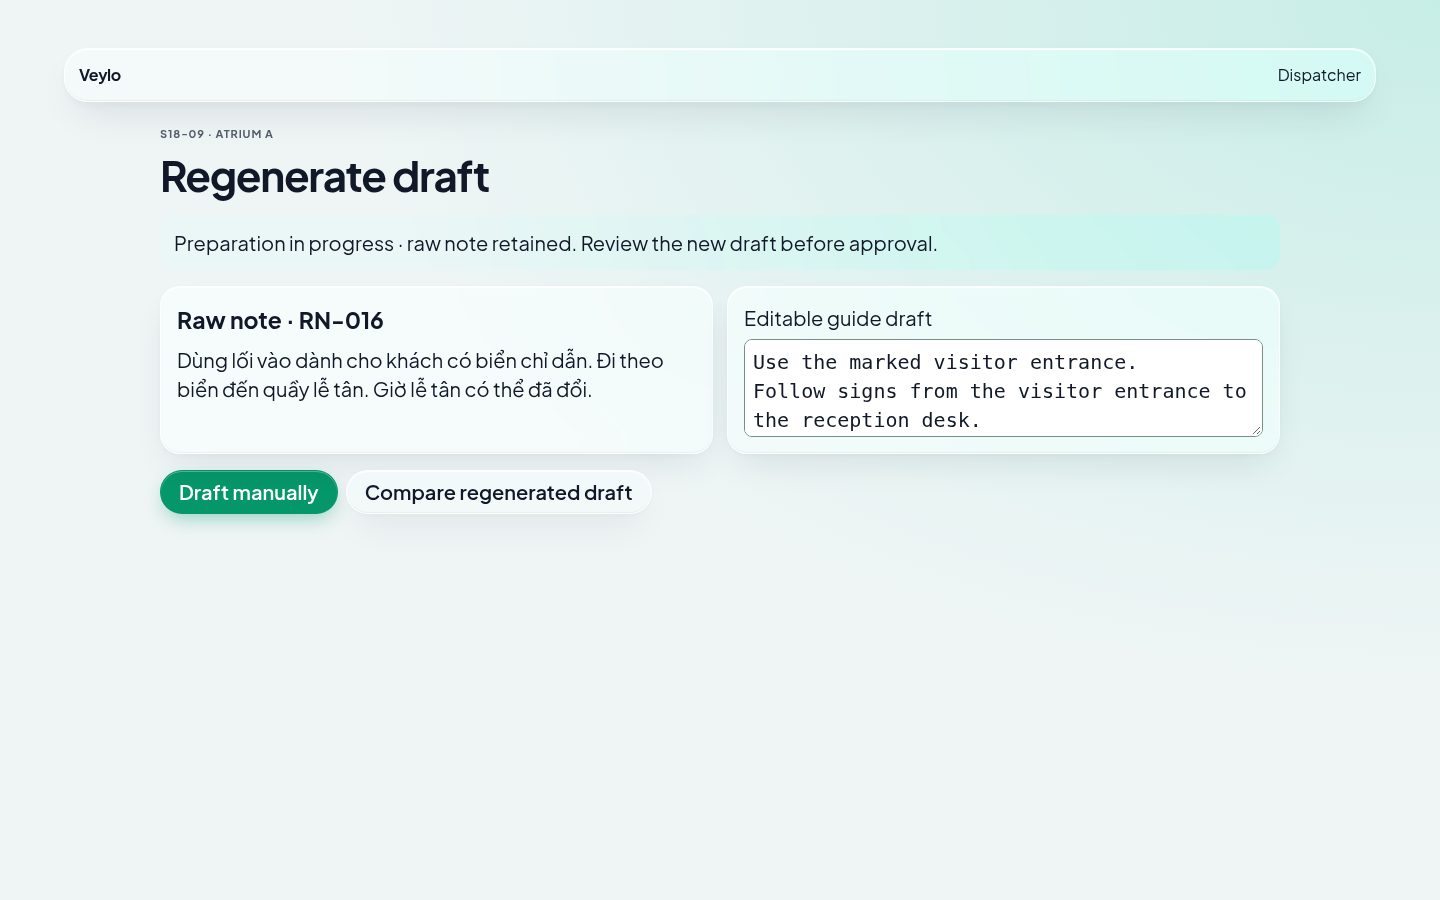 Veylo
Dispatcher
S18-09 · ATRIUM A
Regenerate draft
Preparation in progress · raw note retained. Review the new draft before approval.
Raw note · RN-016
Dùng lối vào dành cho khách có biển chỉ dẫn. Đi theo
biển đến quầy lễ tân. Giờ lễ tân có thể đã đổi.
Editable guide draft
Use the marked visitor entrance.
Follow signs from the visitor entrance to
the reception desk.
Draft manually
Compare regenerated draft